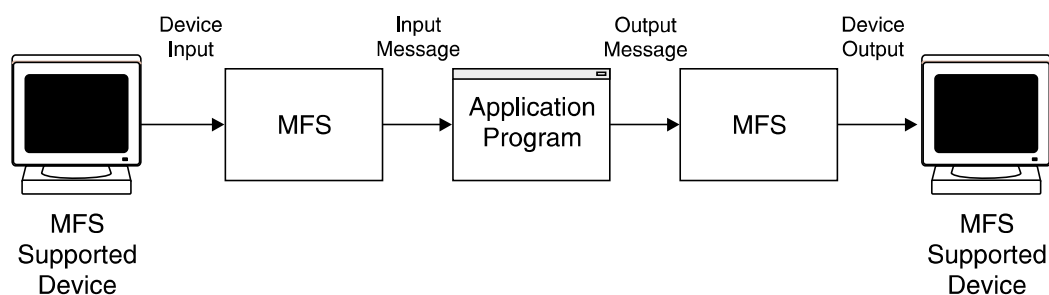 Device
Input
Input
Message
Output
Message
Device
Output
MFS
Application
Program
MFS
MFS
Supported
Device
MFS
Supported
Device